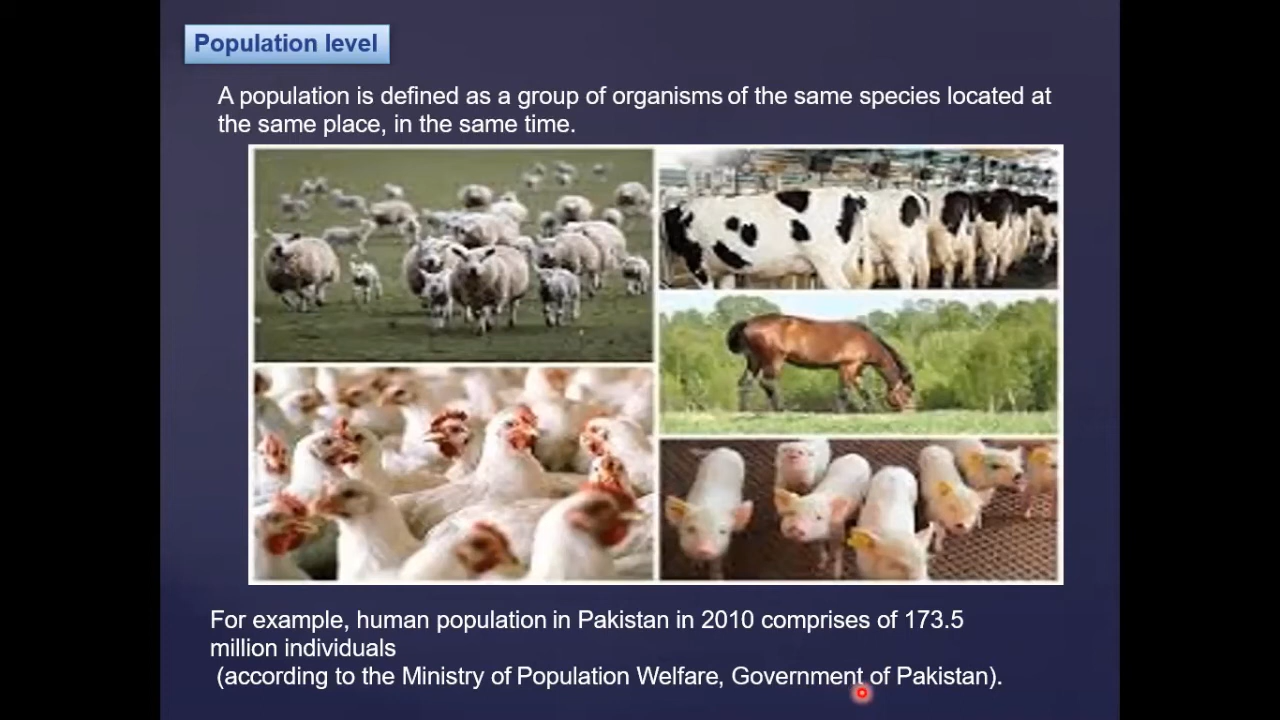 Population level
A population is defined as a group of organisms of the same species located at
the same place, in the same time.
For example, human population in Pakistan in 2010 comprises of 173.5
million individuals
(according to the Ministry of Population Welfare, Government of Pakistan).